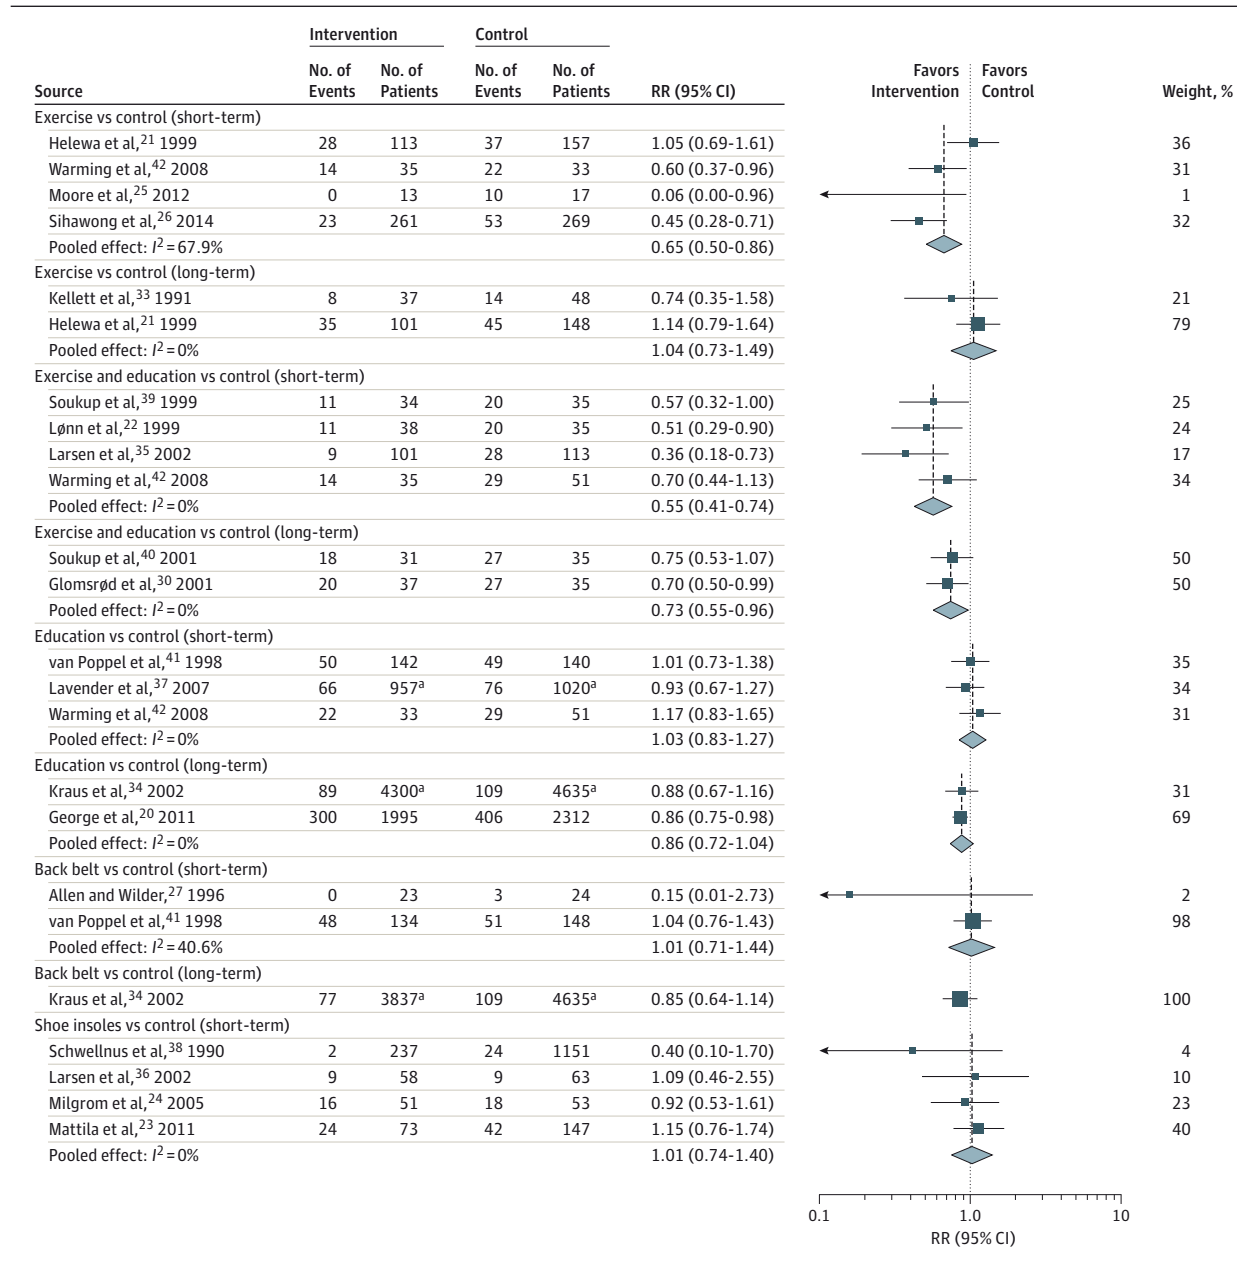 Intervention Control
No. of Events No. of Patients No. of Events No. of Patients Favors Intervention Favors Control
Source RR (95% CI) Weight, %
Exercise vs control (short-term)
Helewa et al,21 1999 28 113 37 157 1.05 (0.69-1.61) 36
Warming et al,42 2008 14 35 22 33 0.60 (0.37-0.96) 31
Moore et al,25 2012 0 13 10 17 0.06 (0.00-0.96) 1
Sihawong et al,26 2014 23 261 53 269 0.45 (0.28-0.71) 32
Pooled effect: I2 = 67.9% 0.65 (0.50-0.86)
Exercise vs control (long-term)
Kellett et al,33 1991 8 37 14 48 0.74 (0.35-1.58) 21
Helewa et al,21 1999 35 101 45 148 1.14 (0.79-1.64) 79
Pooled effect: I2 = 0% 1.04 (0.73-1.49)
Exercise and education vs control (short-term)
Soukup et al,39 1999 11 34 20 35 0.57 (0.32-1.00) 25
Lønn et al,22 1999 11 38 20 35 0.51 (0.29-0.90) 24
Larsen et al,35 2002 9 101 28 113 0.36 (0.18-0.73) 17
Warming et al,42 2008 14 35 29 51 0.70 (0.44-1.13) 34
Pooled effect: I2 = 0% 0.55 (0.41-0.74)
Exercise and education vs control (long-term)
Soukup et al,40 2001 18 31 27 35 0.75 (0.53-1.07) 50
Glomsrød et al,30 2001 20 37 27 35 0.70 (0.50-0.99) 50
Pooled effect: I2 = 0% 0.73 (0.55-0.96)
Education vs control (short-term)
van Poppel et al,41 1998 50 142 49 140 1.01 (0.73-1.38) 35
Lavender et al,37 2007 66 957a 76 1020a 0.93 (0.67-1.27) 34
Warming et al,42 2008 22 33 29 51 1.17 (0.83-1.65) 31
Pooled effect: I2 = 0% 1.03 (0.83-1.27)
Education vs control (long-term)
Kraus et al,34 2002 89 4300a 109 4635a 0.88 (0.67-1.16) 31
George et al,20 2011 300 1995 406 2312 0.86 (0.75-0.98) 69
Pooled effect: I2 = 0% 0.86 (0.72-1.04)
Back belt vs control (short-term)
Allen and Wilder,27 1996 0 23 3 24 0.15 (0.01-2.73) 2
van Poppel et al,41 1998 48 134 51 148 1.04 (0.76-1.43) 98
Pooled effect: I2 = 40.6% 1.01 (0.71-1.44)
Back belt vs control (long-term)
Kraus et al,34 2002 77 3837a 109 4635a 0.85 (0.64-1.14) 100
Shoe insoles vs control (short-term)
Schwellnus et al,38 1990 2 237 24 1151 0.40 (0.10-1.70) 4
Larsen et al,36 2002 9 58 9 63 1.09 (0.46-2.55) 10
Milgrom et al,24 2005 16 51 18 53 0.92 (0.53-1.61) 23
Mattila et al,23 2011 24 73 42 147 1.15 (0.76-1.74) 40
Pooled effect: I2 = 0% 1.01 (0.74-1.40)
0.1 1.0 10
RR (95% CI)